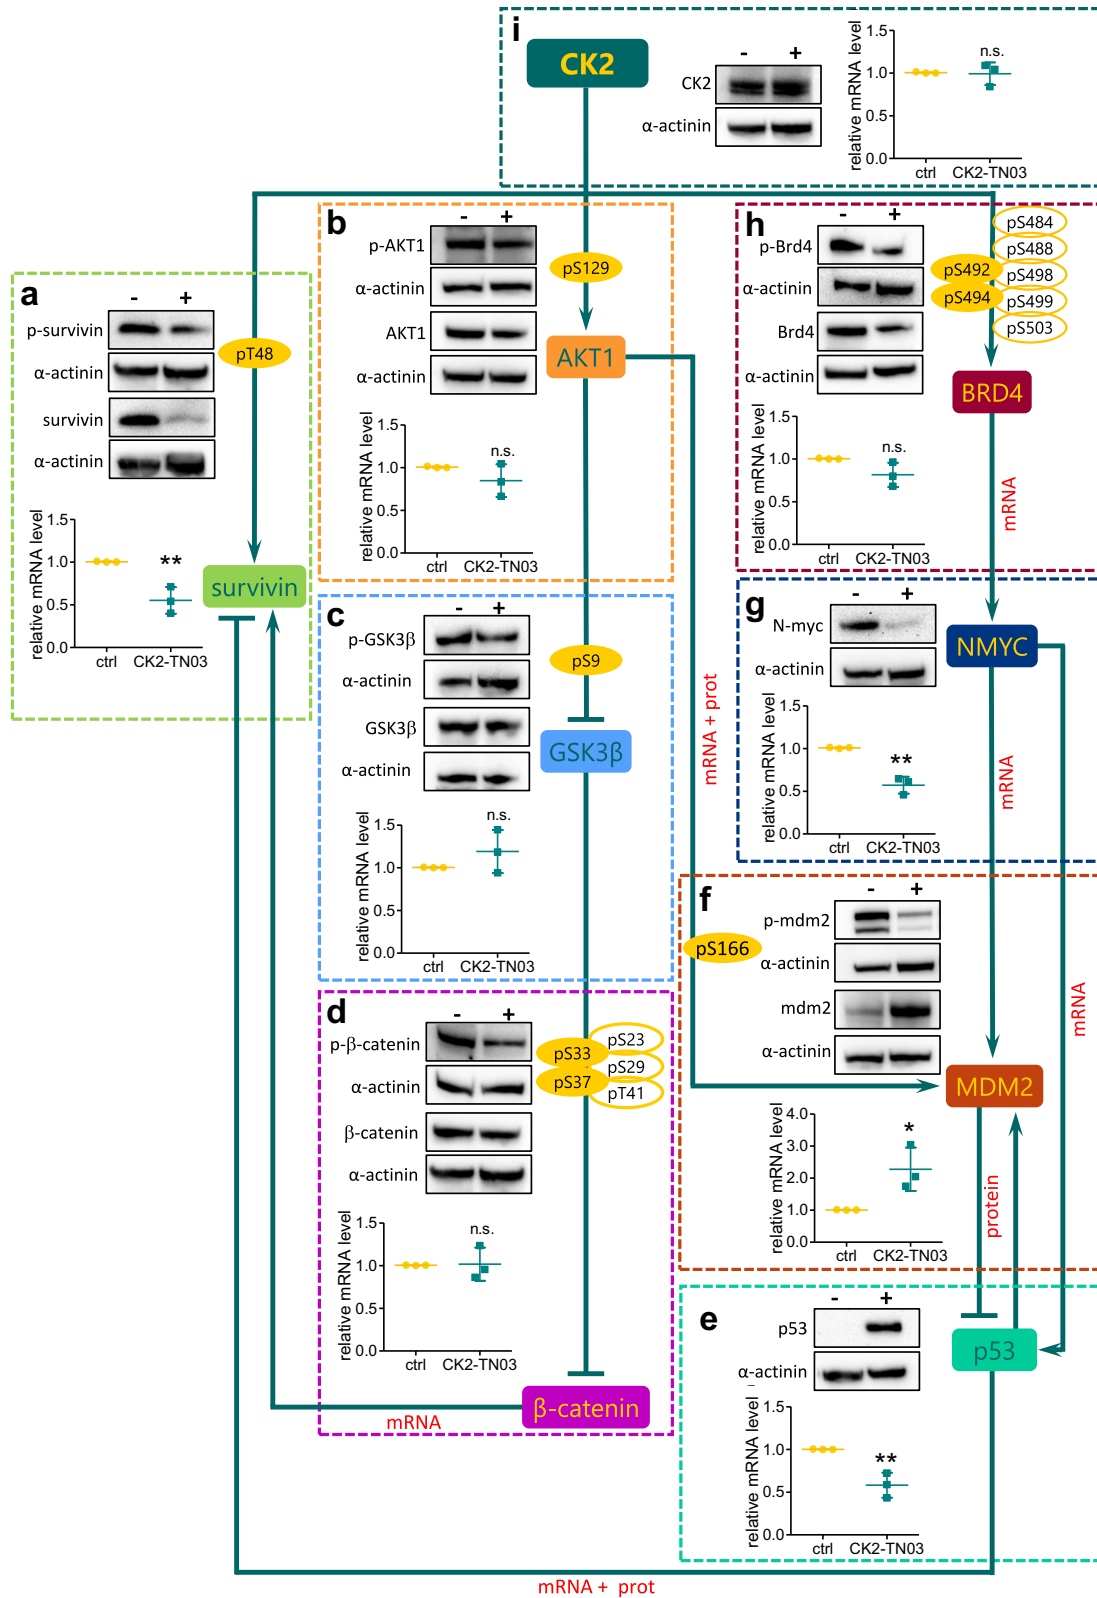 i
CK2
- +
CK2
α-actinin
relative mRNA level
1.5
1.0
0.5
0.0
n.s.
ctrl CK2-TN03
a
- +
p-survivin
α-actinin
survivin
α-actinin
pT48
relative mRNA level
1.5
1.0
0.5
0.0
**
ctrl CK2-TN03
survivin
b
- +
p-AKT1
α-actinin
AKT1
α-actinin
pS129
AKT1
relative mRNA level
1.5
1.0
0.5
0.0
n.s.
ctrl CK2-TN03
mRNA + prot
c
- +
p-GSK3β
α-actinin
GSK3β
α-actinin
pS9
GSK3β
relative mRNA level
1.5
1.0
0.5
0.0
n.s.
ctrl CK2-TN03
d
- +
p-β-catenin
α-actinin
β-catenin
α-actinin
pS33
pS37
pS23
pS29
pT41
relative mRNA level
1.5
1.0
0.5
0.0
n.s.
ctrl CK2-TN03
β-catenin
mRNA
h
- +
p-Brd4
α-actinin
Brd4
α-actinin
pS492
pS494
pS484
pS488
pS498
pS499
pS503
BRD4
relative mRNA level
1.5
1.0
0.5
0.0
n.s.
ctrl CK2-TN03
mRNA
g
- +
N-myc
α-actinin
NMYC
relative mRNA level
1.5
1.0
0.5
0.0
**
ctrl CK2-TN03
mRNA
mRNA
f
- +
p-mdm2
α-actinin
mdm2
α-actinin
pS166
MDM2
relative mRNA level
4.0
3.0
2.0
1.0
0.0
*
ctrl CK2-TN03
protein
e
- +
p53
α-actinin
p53
relative mRNA level
1.5
1.0
0.5
0.0
**
ctrl CK2-TN03
mRNA + prot